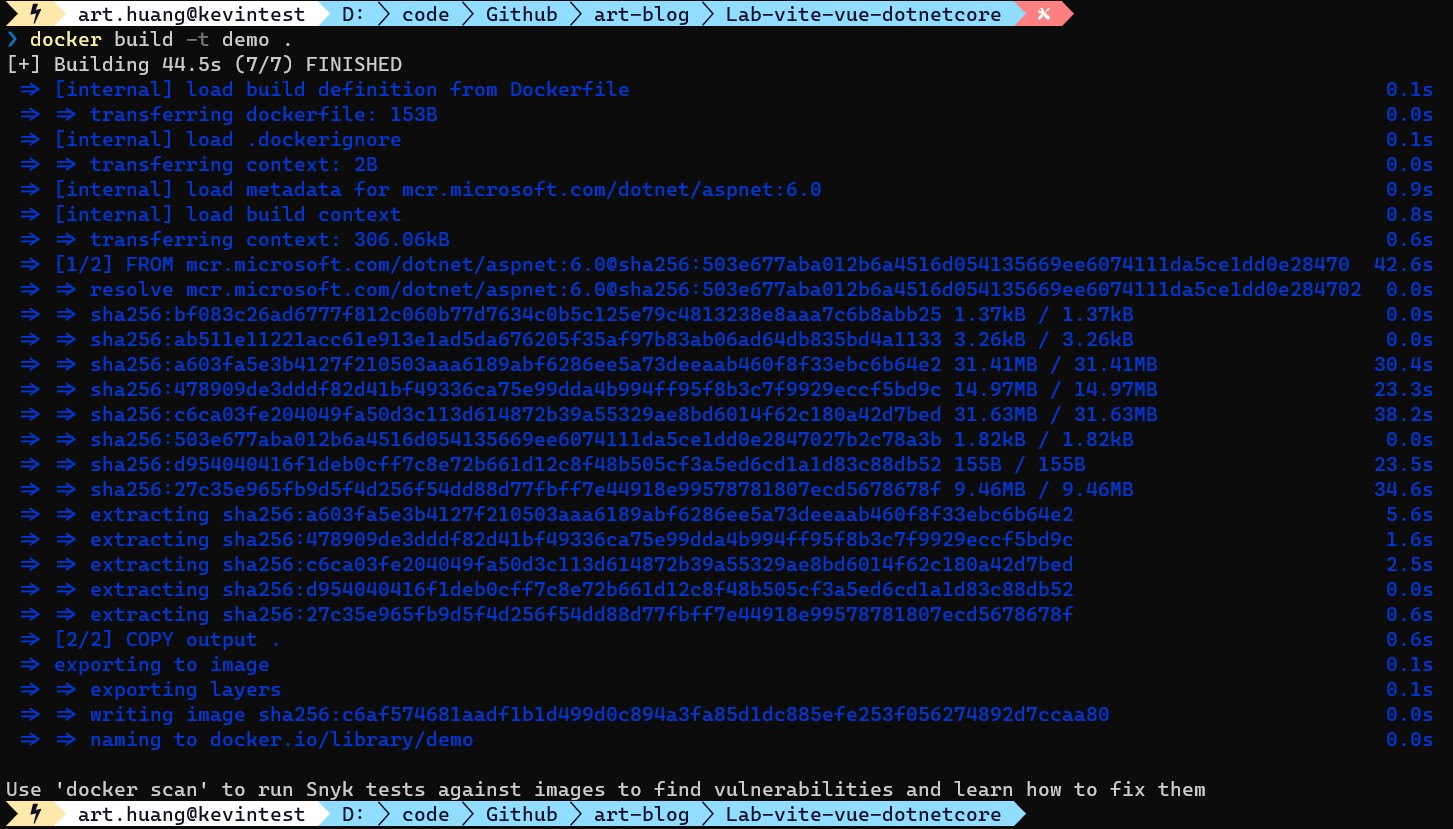 art.huang@kevintest D: code Github art-blog Lab-vite-vue-dotnetcore
❯ docker build -t demo .
[+] Building 44.5s (7/7) FINISHED
=> [internal] load build definition from Dockerfile 0.1s
=> => transferring dockerfile: 153B 0.0s
=> [internal] load .dockerignore 0.1s
=> => transferring context: 2B 0.0s
=> [internal] load metadata for mcr.microsoft.com/dotnet/aspnet:6.0 0.9s
=> [internal] load build context 0.8s
=> => transferring context: 306.06kB 0.6s
=> [1/2] FROM mcr.microsoft.com/dotnet/aspnet:6.0@sha256:503e677aba012b6a4516d054135669ee6074111da5ce1dd0e28470 42.6s
=> => resolve mcr.microsoft.com/dotnet/aspnet:6.0@sha256:503e677aba012b6a4516d054135669ee6074111da5ce1dd0e284702 0.0s
=> => sha256:bf083c26ad6777f812c060b77d7634c0b5c125e79c4813238e8aaa7c6b8abb25 1.37kB / 1.37kB 0.0s
=> => sha256:ab511e11221acc61e913e1ad5da676205f35af97b83ab06ad64db835bd4a1133 3.26kB / 3.26kB 0.0s
=> => sha256:a603fa5e3b4127f210503aaa6189abf6286ee5a73deeaab460f8f33ebc6b64e2 31.41MB / 31.41MB 30.4s
=> => sha256:478909de3dddf82d41bf49336ca75e99dda4b994ff95f8b3c7f9929eccf5bd9c 14.97MB / 14.97MB 23.3s
=> => sha256:c6ca03fe204049fa50d3c113d614872b39a55329ae8bd6014f62c180a42d7bed 31.63MB / 31.63MB 38.2s
=> => sha256:503e677aba012b6a4516d054135669ee6074111da5ce1dd0e2847027b2c78a3b 1.82kB / 1.82kB 0.0s
=> => sha256:d954040416f1deb0cff7c8e72b661d12c8f48b505cf3a5ed6cd1a1d83c88db52 155B / 155B 23.5s
=> => sha256:27c35e965fb9d5f4d256f54dd88d77fbff7e44918e99578781807ecd5678678f 9.46MB / 9.46MB 34.6s
=> => extracting sha256:a603fa5e3b4127f210503aaa6189abf6286ee5a73deeaab460f8f33ebc6b64e2 5.6s
=> => extracting sha256:478909de3dddf82d41bf49336ca75e99dda4b994ff95f8b3c7f9929eccf5bd9c 1.6s
=> => extracting sha256:c6ca03fe204049fa50d3c113d614872b39a55329ae8bd6014f62c180a42d7bed 2.5s
=> => extracting sha256:d954040416f1deb0cff7c8e72b661d12c8f48b505cf3a5ed6cd1a1d83c88db52 0.0s
=> => extracting sha256:27c35e965fb9d5f4d256f54dd88d77fbff7e44918e99578781807ecd5678678f 0.6s
=> [2/2] COPY output . 0.6s
=> exporting to image 0.1s
=> => exporting layers 0.1s
=> => writing image sha256:c6af574681aadf1b1d499d0c894a3fa85d1dc885efe253f056274892d7ccaa80 0.0s
=> => naming to docker.io/library/demo 0.0s
Use 'docker scan' to run Snyk tests against images to find vulnerabilities and learn how to fix them
art.huang@kevintest D: code Github art-blog Lab-vite-vue-dotnetcore